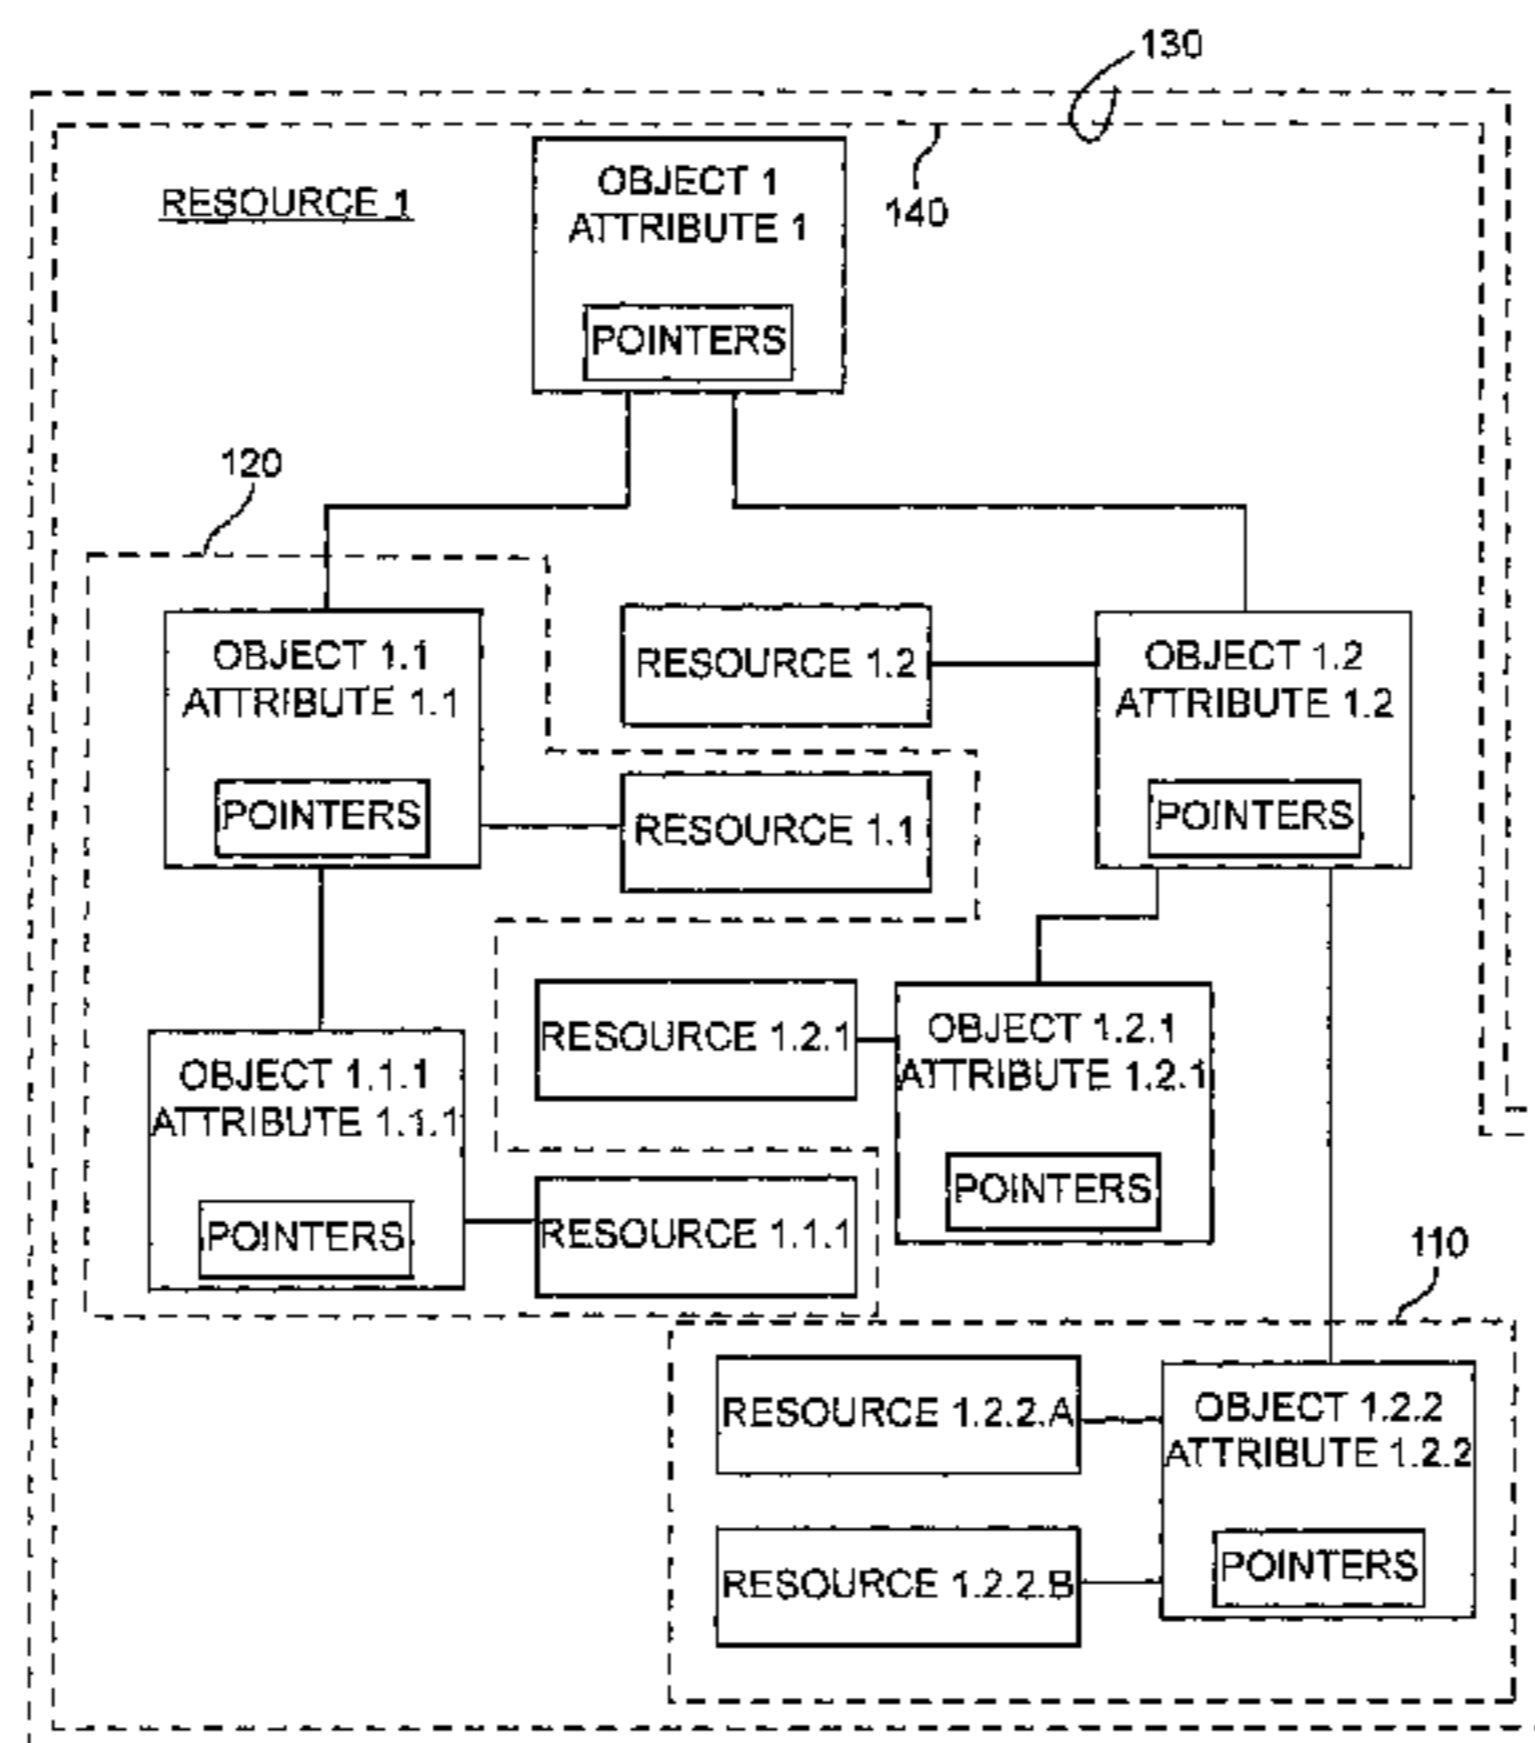 130
140
RESOURCE 1
OBJECT 1
ATTRIBUTE 1
POINTERS
120
OBJECT 1.1
ATTRIBUTE 1.1
POINTERS
RESOURCE 1.2
OBJECT 1.2
ATTRIBUTE 1.2
POINTERS
RESOURCE 1.1
RESOURCE 1.2.1
OBJECT 1.2.1
ATTRIBUTE 1.2.1
POINTERS
OBJECT 1.1.1
ATTRIBUTE 1.1.1
POINTERS
RESOURCE 1.1.1
110
RESOURCE 1.2.2.A
OBJECT 1.2.2
ATTRIBUTE 1.2.2
POINTERS
RESOURCE 1.2.2.B